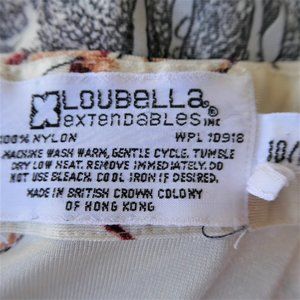 LOUBELLA
extendables® INC
100% NYLON WPL 10918
MACHINE WASH WARM, GENTLE CYCLE. TUMBLE
DRY LOW HEAT. REMOVE IMMEDIATELY. DO
NOT USE BLEACH. COOL IRON IF DESIRED.
MADE IN BRITISH CROWN COLONY
OF HONG KONG